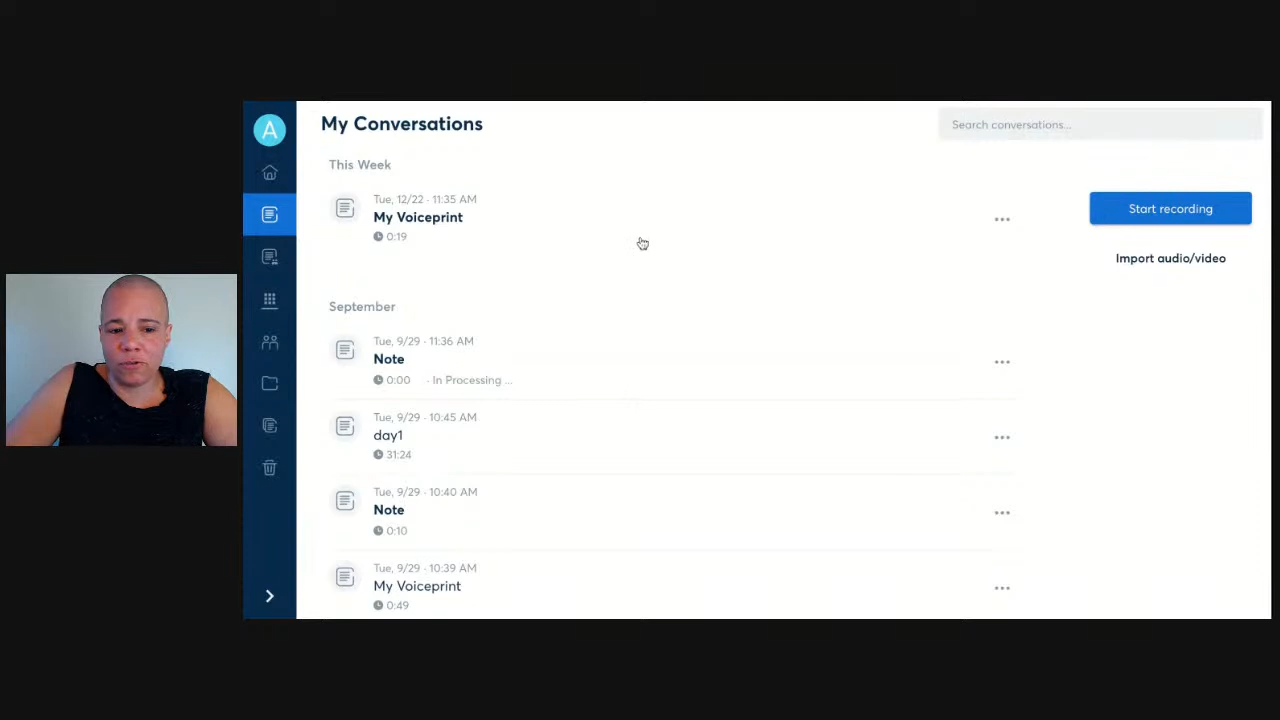 A
My Conversations
Search conversations...
This Week
Tue, 12/22 · 11:35 AM
My Voiceprint
0:19
Start recording
Import audio/video
September
Tue, 9/29 · 11:36 AM
Note
0:00 · In Processing ...
Tue, 9/29 · 10:45 AM
day1
31:24
Tue, 9/29 · 10:40 AM
Note
0:10
Tue, 9/29 · 10:39 AM
My Voiceprint
0:49